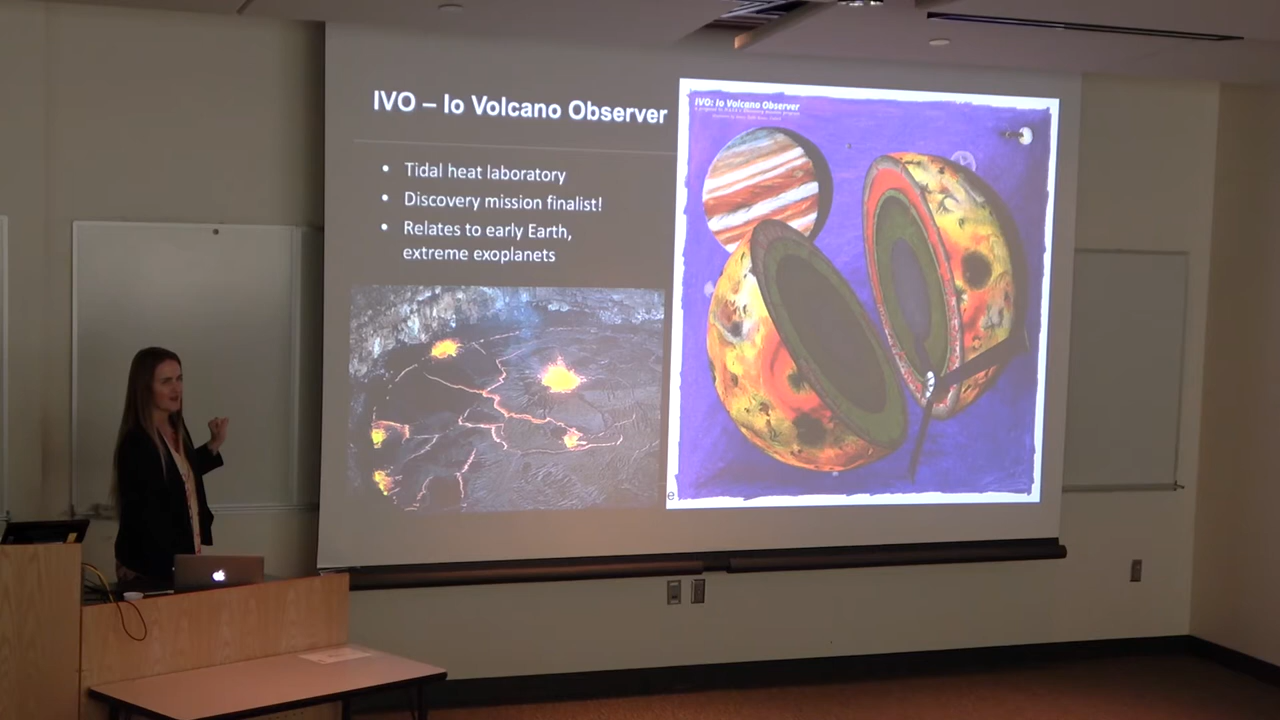 IVO – Io Volcano Observer
• Tidal heat laboratory
• Discovery mission finalist!
• Relates to early Earth,
extreme exoplanets
IVO: Io Volcano Observer
e